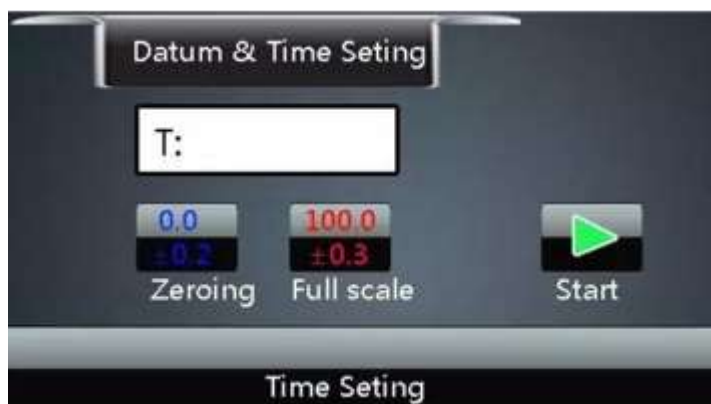 Datum & Time Seting
T:
0.0
±0.2
Zeroing
100.0
±0.3
Full scale
Start
Time Seting